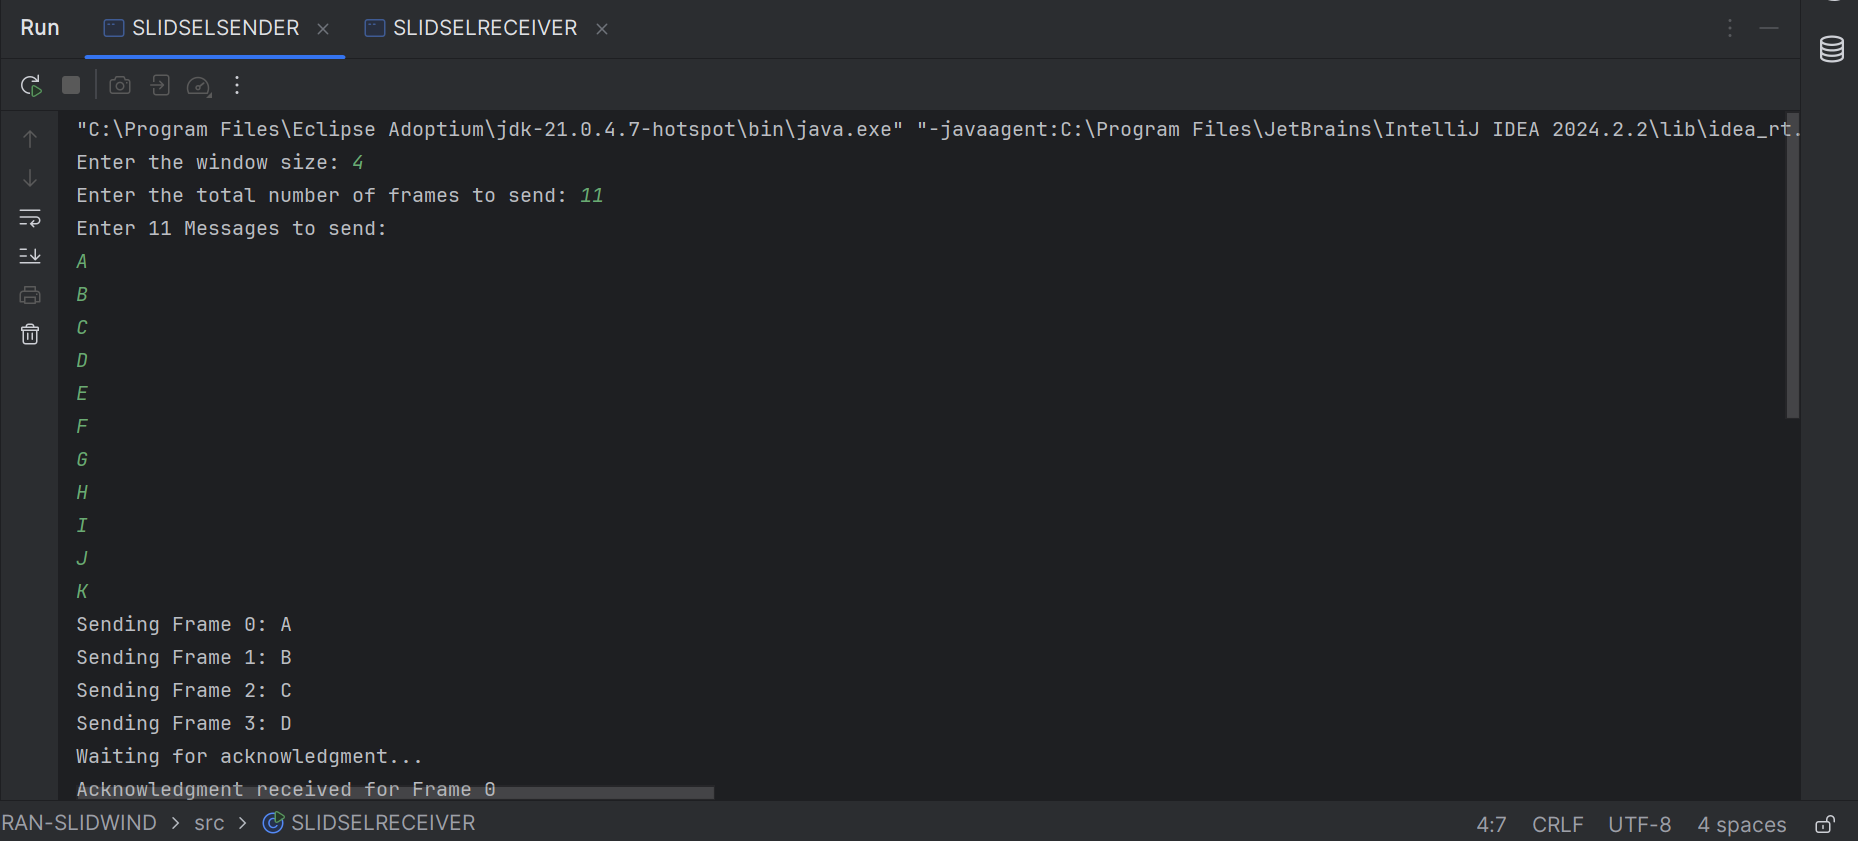 Run SLIDSELSENDER SLIDSELRECEIVER
"C:\Program Files\Eclipse Adoptium\jdk-21.0.4.7-hotspot\bin\java.exe" "-javaagent:C:\Program Files\JetBrains\IntelliJ IDEA 2024.2.2\lib\idea_rt.
Enter the window size: 4
Enter the total number of frames to send: 11
Enter 11 Messages to send:
A
B
C
D
E
F
G
H
I
J
K
Sending Frame 0: A
Sending Frame 1: B
Sending Frame 2: C
Sending Frame 3: D
Waiting for acknowledgment...
Acknowledgment received for Frame 0
RAN-SLIDWIND > src > SLIDSELRECEIVER 4:7 CRLF UTF-8 4 spaces